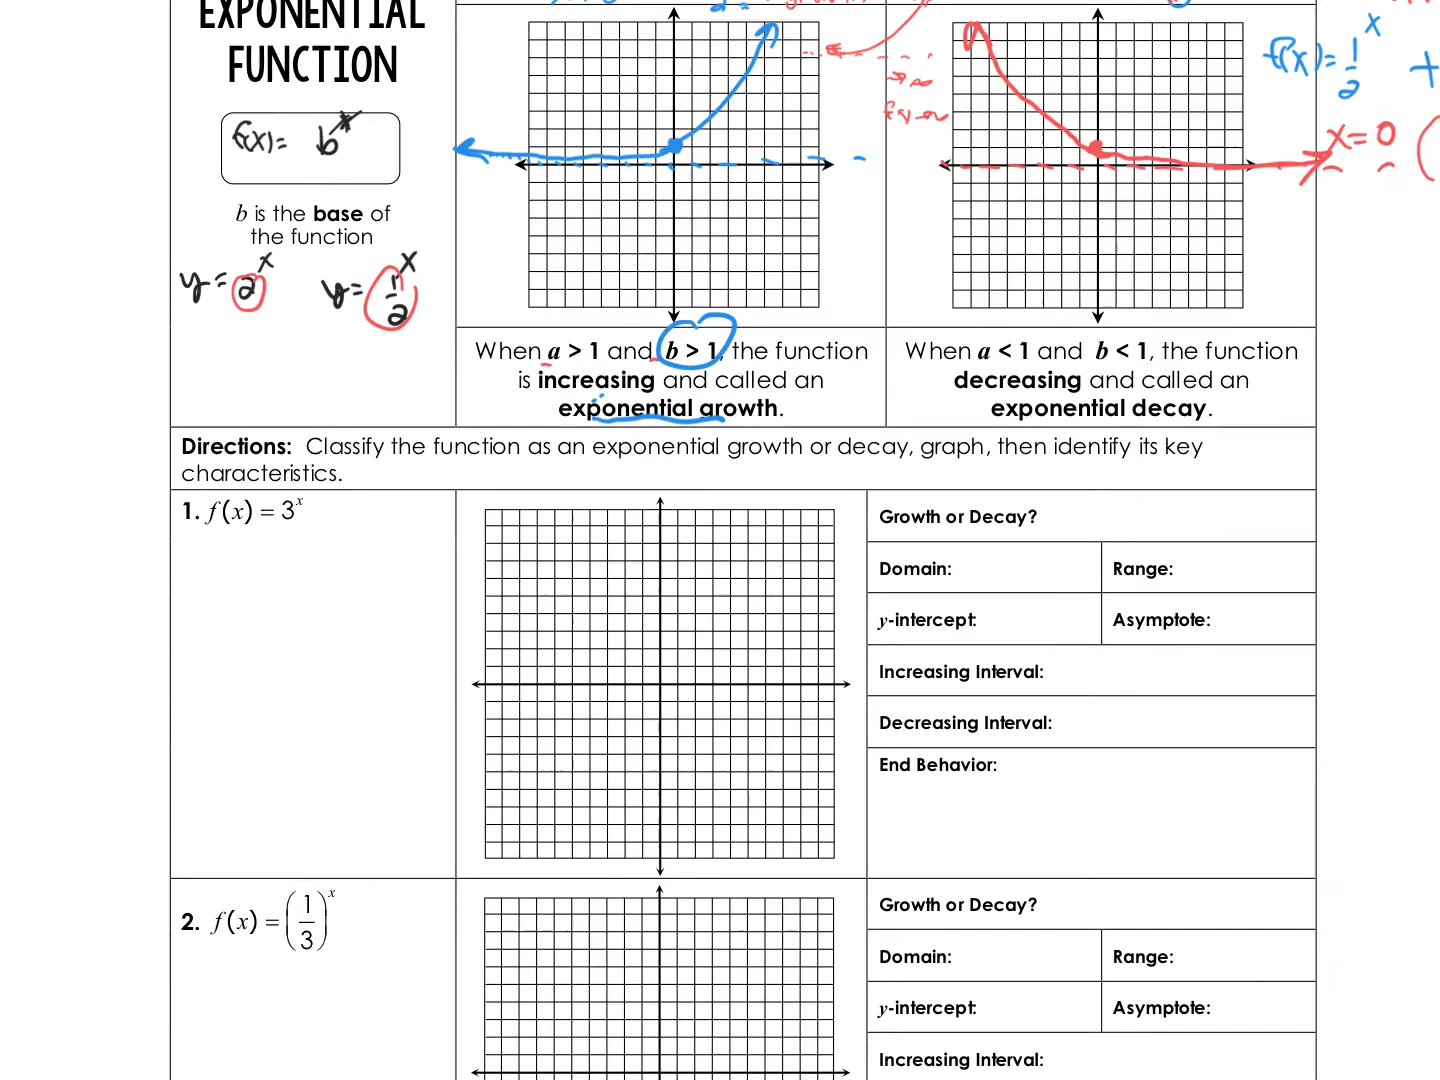 EXPONENTIAL
FUNCTION
f(x) = b^x
b is the base of
the function
y = 2^x y = 1/2^x
f(x) = 1/2^x +
x = 0 (
When a > 1 and b > 1, the function
is increasing and called an
exponential growth.
When a < 1 and b < 1, the function
decreasing and called an
exponential decay.
Directions: Classify the function as an exponential growth or decay, graph, then identify its key
characteristics.
1. f(x) = 3^x
Growth or Decay?
Domain: Range:
y-intercept: Asymptote:
Increasing Interval:
Decreasing Interval:
End Behavior:
2. f(x) = (1/3)^x
Growth or Decay?
Domain: Range:
y-intercept: Asymptote:
Increasing Interval: